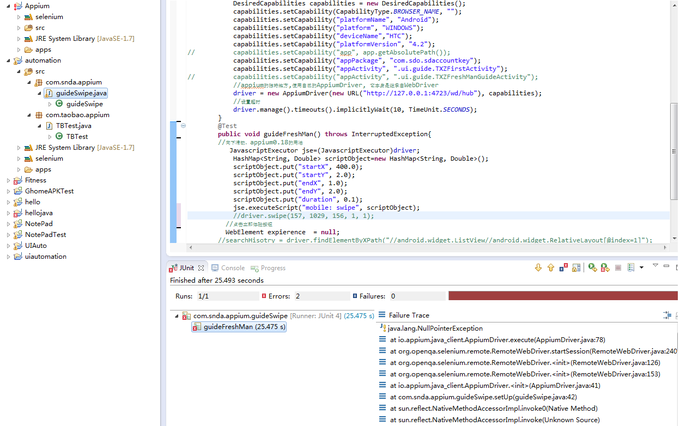 Appium
selenium
src
JRE System Library [JavaSE-1.7]
apps
automation
src
com.snda.appium
guideSwipe.java
guideSwipe
com.taobao.appium
TBTest.java
TBTest
JRE System Library [JavaSE-1.7]
selenium
apps
Fitness
GhomeAPKTest
hello
hellojava
NotePad
NotePadTest
UIAuto
uiautomation
DesiredCapabilities capabilities = new DesiredCapabilities();
capabilities.setCapability(CapabilityType.BROWSER_NAME, "");
capabilities.setCapability("platformName", "Android");
capabilities.setCapability("platform", "WINDOWS");
capabilities.setCapability("deviceName","HTC");
capabilities.setCapability("platformVersion", "4.2");
// capabilities.setCapability("app", app.getAbsolutePath());
capabilities.setCapability("appPackage", "com.sdo.sdaccountkey");
capabilities.setCapability("appActivity", ".ui.guide.TXZFirstActivity");
// capabilities.setCapability("appActivity", ".ui.guide.TXZFreshManGuideActivity");
AppiumDriver, WebDriver
driver = new AppiumDriver(new URL("http://127.0.0.1:4723/wd/hub"), capabilities);
driver.manage().timeouts().implicitlyWait(10, TimeUnit.SECONDS);
}
@Test
public void guideFreshMan() throws InterruptedException{
appium0.18
JavascriptExecutor jse=(JavascriptExecutor)driver;
HashMap<String, Double> scriptObject=new HashMap<String, Double>();
scriptObject.put("startX", 400.0);
scriptObject.put("startY", 2.0);
scriptObject.put("endX", 1.0);
scriptObject.put("endY", 2.0);
scriptObject.put("duration", 0.1);
jse.executeScript("mobile: swipe", scriptObject);
//driver.swipe(157, 1029, 156, 1, 1);
WebElement expierence = null;
//searchHisotry = driver.findElementByXPath("//android.widget.ListView//android.widget.RelativeLayout[@index=1]");
JUnit Console Progress
Finished after 25.493 seconds
Runs: 1/1 Errors: 2 Failures: 0
com.snda.appium.guideSwipe [Runner: JUnit 4] (25.475 s)
guideFreshMan (25.475 s)
Failure Trace
java.lang.NullPointerException
at io.appium.java_client.AppiumDriver.execute(AppiumDriver.java:78)
at org.openqa.selenium.remote.RemoteWebDriver.startSession(RemoteWebDriver.java:240
at org.openqa.selenium.remote.RemoteWebDriver.<init>(RemoteWebDriver.java:126)
at org.openqa.selenium.remote.RemoteWebDriver.<init>(RemoteWebDriver.java:153)
at io.appium.java_client.AppiumDriver.<init>(AppiumDriver.java:41)
at com.snda.appium.guideSwipe.setUp(guideSwipe.java:42)
at sun.reflect.NativeMethodAccessorImpl.invoke0(Native Method)
at sun.reflect.NativeMethodAccessorImpl.invoke(Unknown Source)